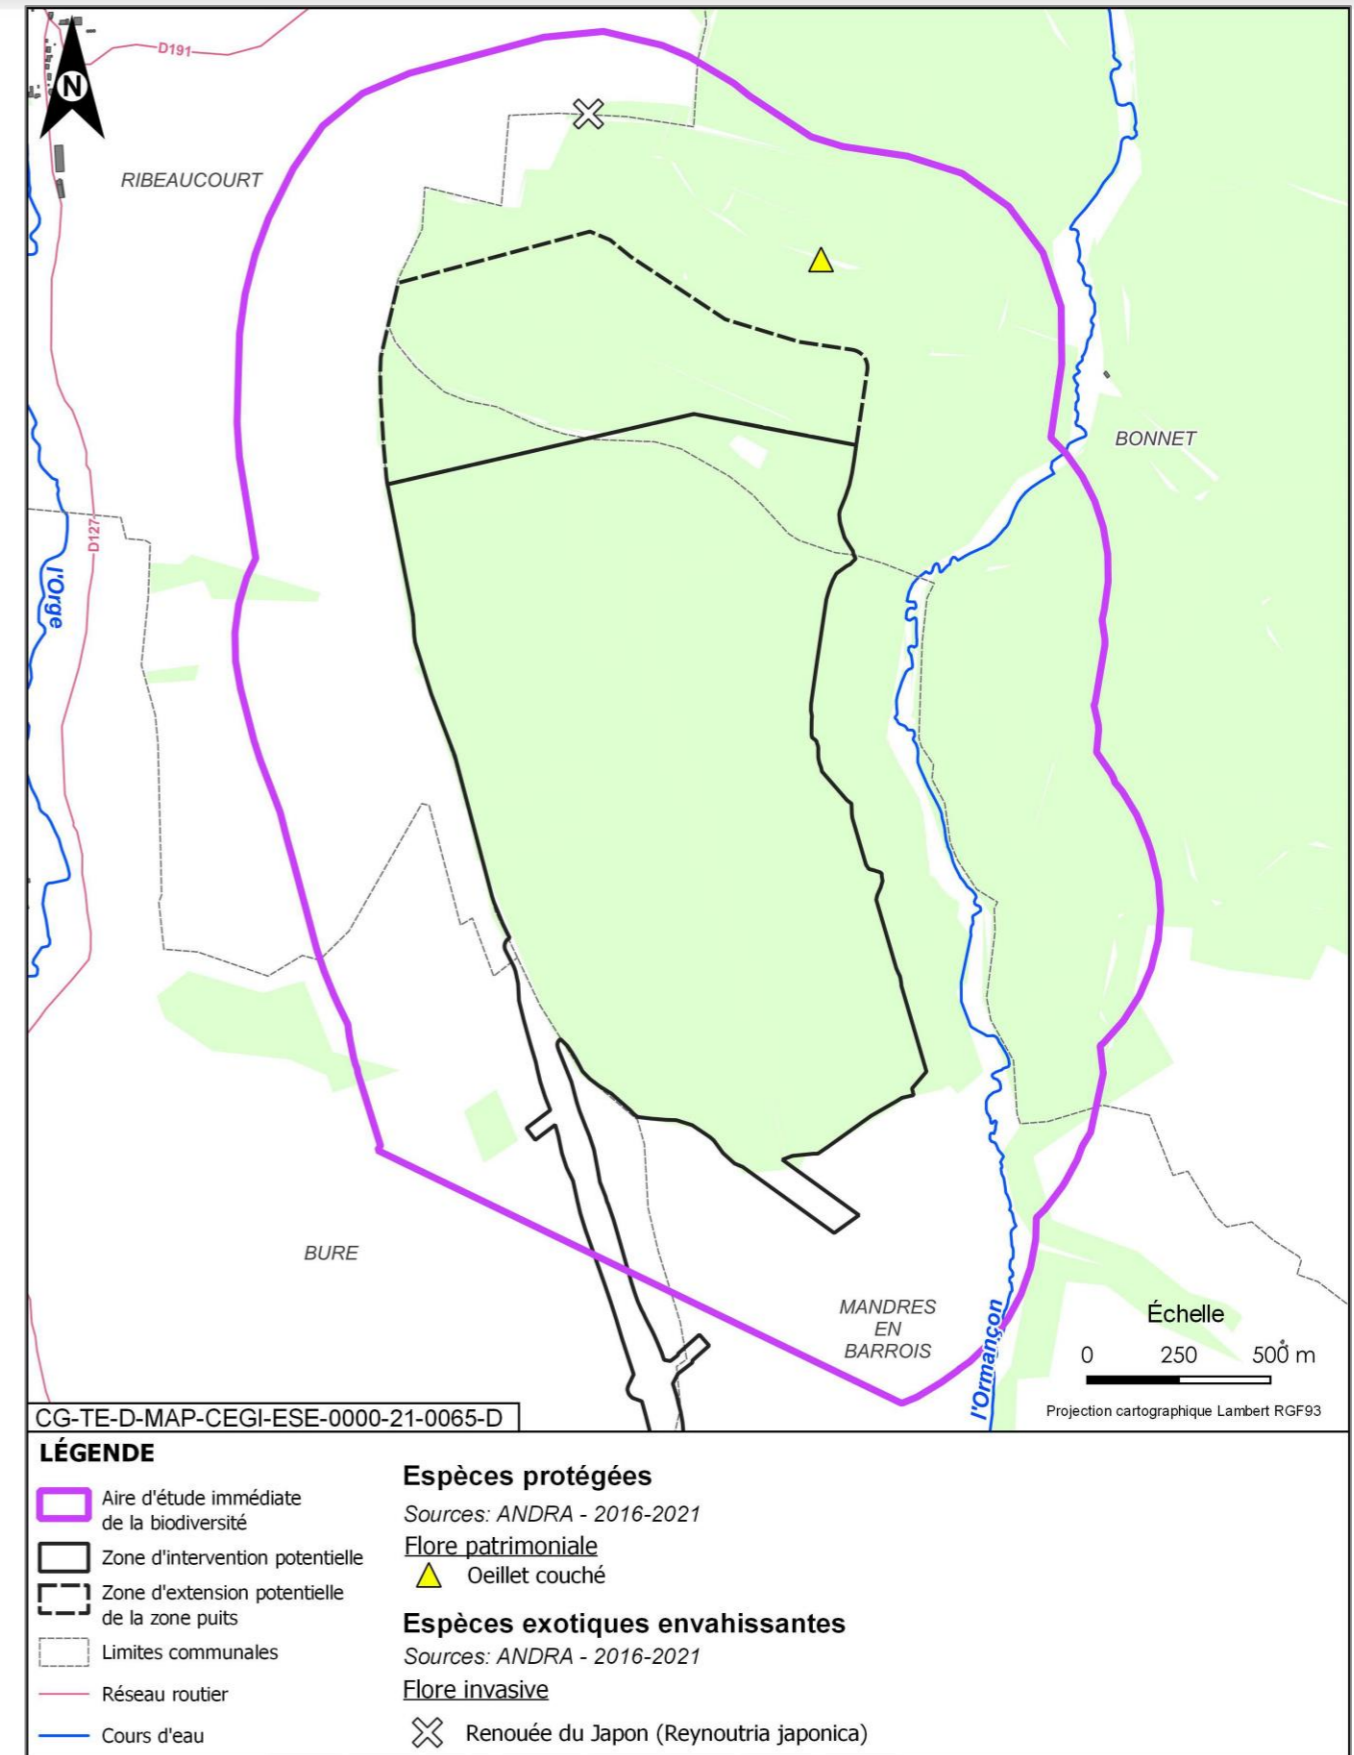 D191
N
RIBEAUCOURT
BONNET
D127
l'Orge
BURE
MANDRES
EN
BARROIS
l'Ormançon
Échelle
0 250 500 m
Projection cartographique Lambert RGF93
CG-TE-D-MAP-CEGI-ESE-0000-21-0065-D
LÉGENDE
Aire d'étude immédiate
de la biodiversité
Zone d'intervention potentielle
Zone d'extension potentielle
de la zone puits
Limites communales
Réseau routier
Cours d'eau
Espèces protégées
Sources: ANDRA - 2016-2021
Flore patrimoniale
Oeillet couché
Espèces exotiques envahissantes
Sources: ANDRA - 2016-2021
Flore invasive
Renouée du Japon (Reynoutria japonica)